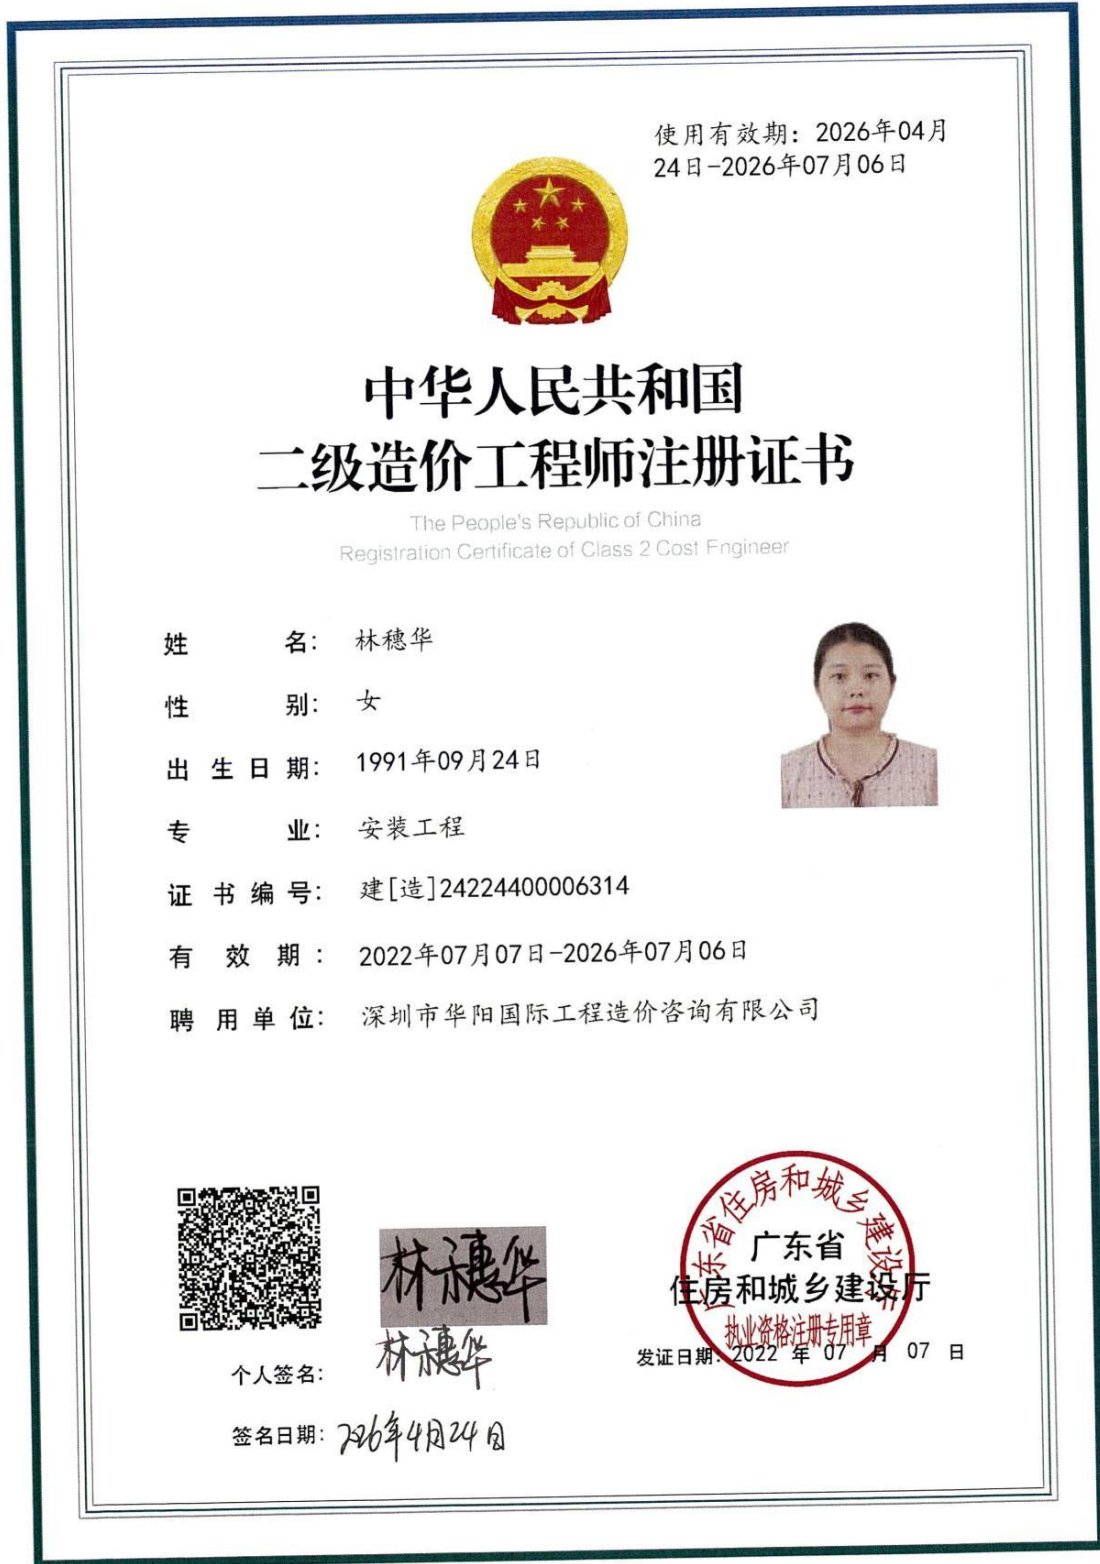 使用有效期：2026年04月
24日-2026年07月06日
中华人民共和国
二级造价工程师注册证书
The People's Republic of China
Registration Certificate of Class 2 Cost Engineer
姓名：林穗华
性别：女
出生日期：1991年09月24日
专业：安装工程
证书编号：建[造]24224400006314
有效期：2022年07月07日-2026年07月06日
聘用单位：深圳市华阳国际工程造价咨询有限公司
林穗华
林穗华
个人签名：
签名日期：2026年4月24日
广东省住房和城乡建设厅
广东省
住房和城乡建设厅
执业资格注册专用章
发证日期：2022年07月07日